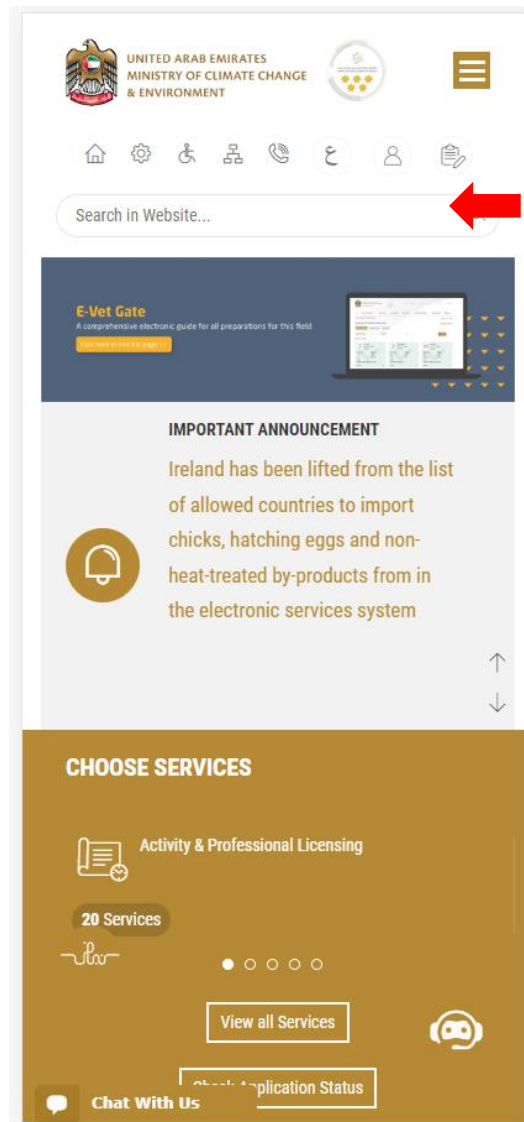 UNITED ARAB EMIRATES
MINISTRY OF CLIMATE CHANGE
& ENVIRONMENT
ع
Search in Website...
E-Vet Gate
A comprehensive electronic guide for all preparations for this field
IMPORTANT ANNOUNCEMENT
Ireland has been lifted from the list
of allowed countries to import
chicks, hatching eggs and non-
heat-treated by-products from in
the electronic services system
CHOOSE SERVICES
Activity & Professional Licensing
20 Services
View all Services
Check Application Status
Chat With Us